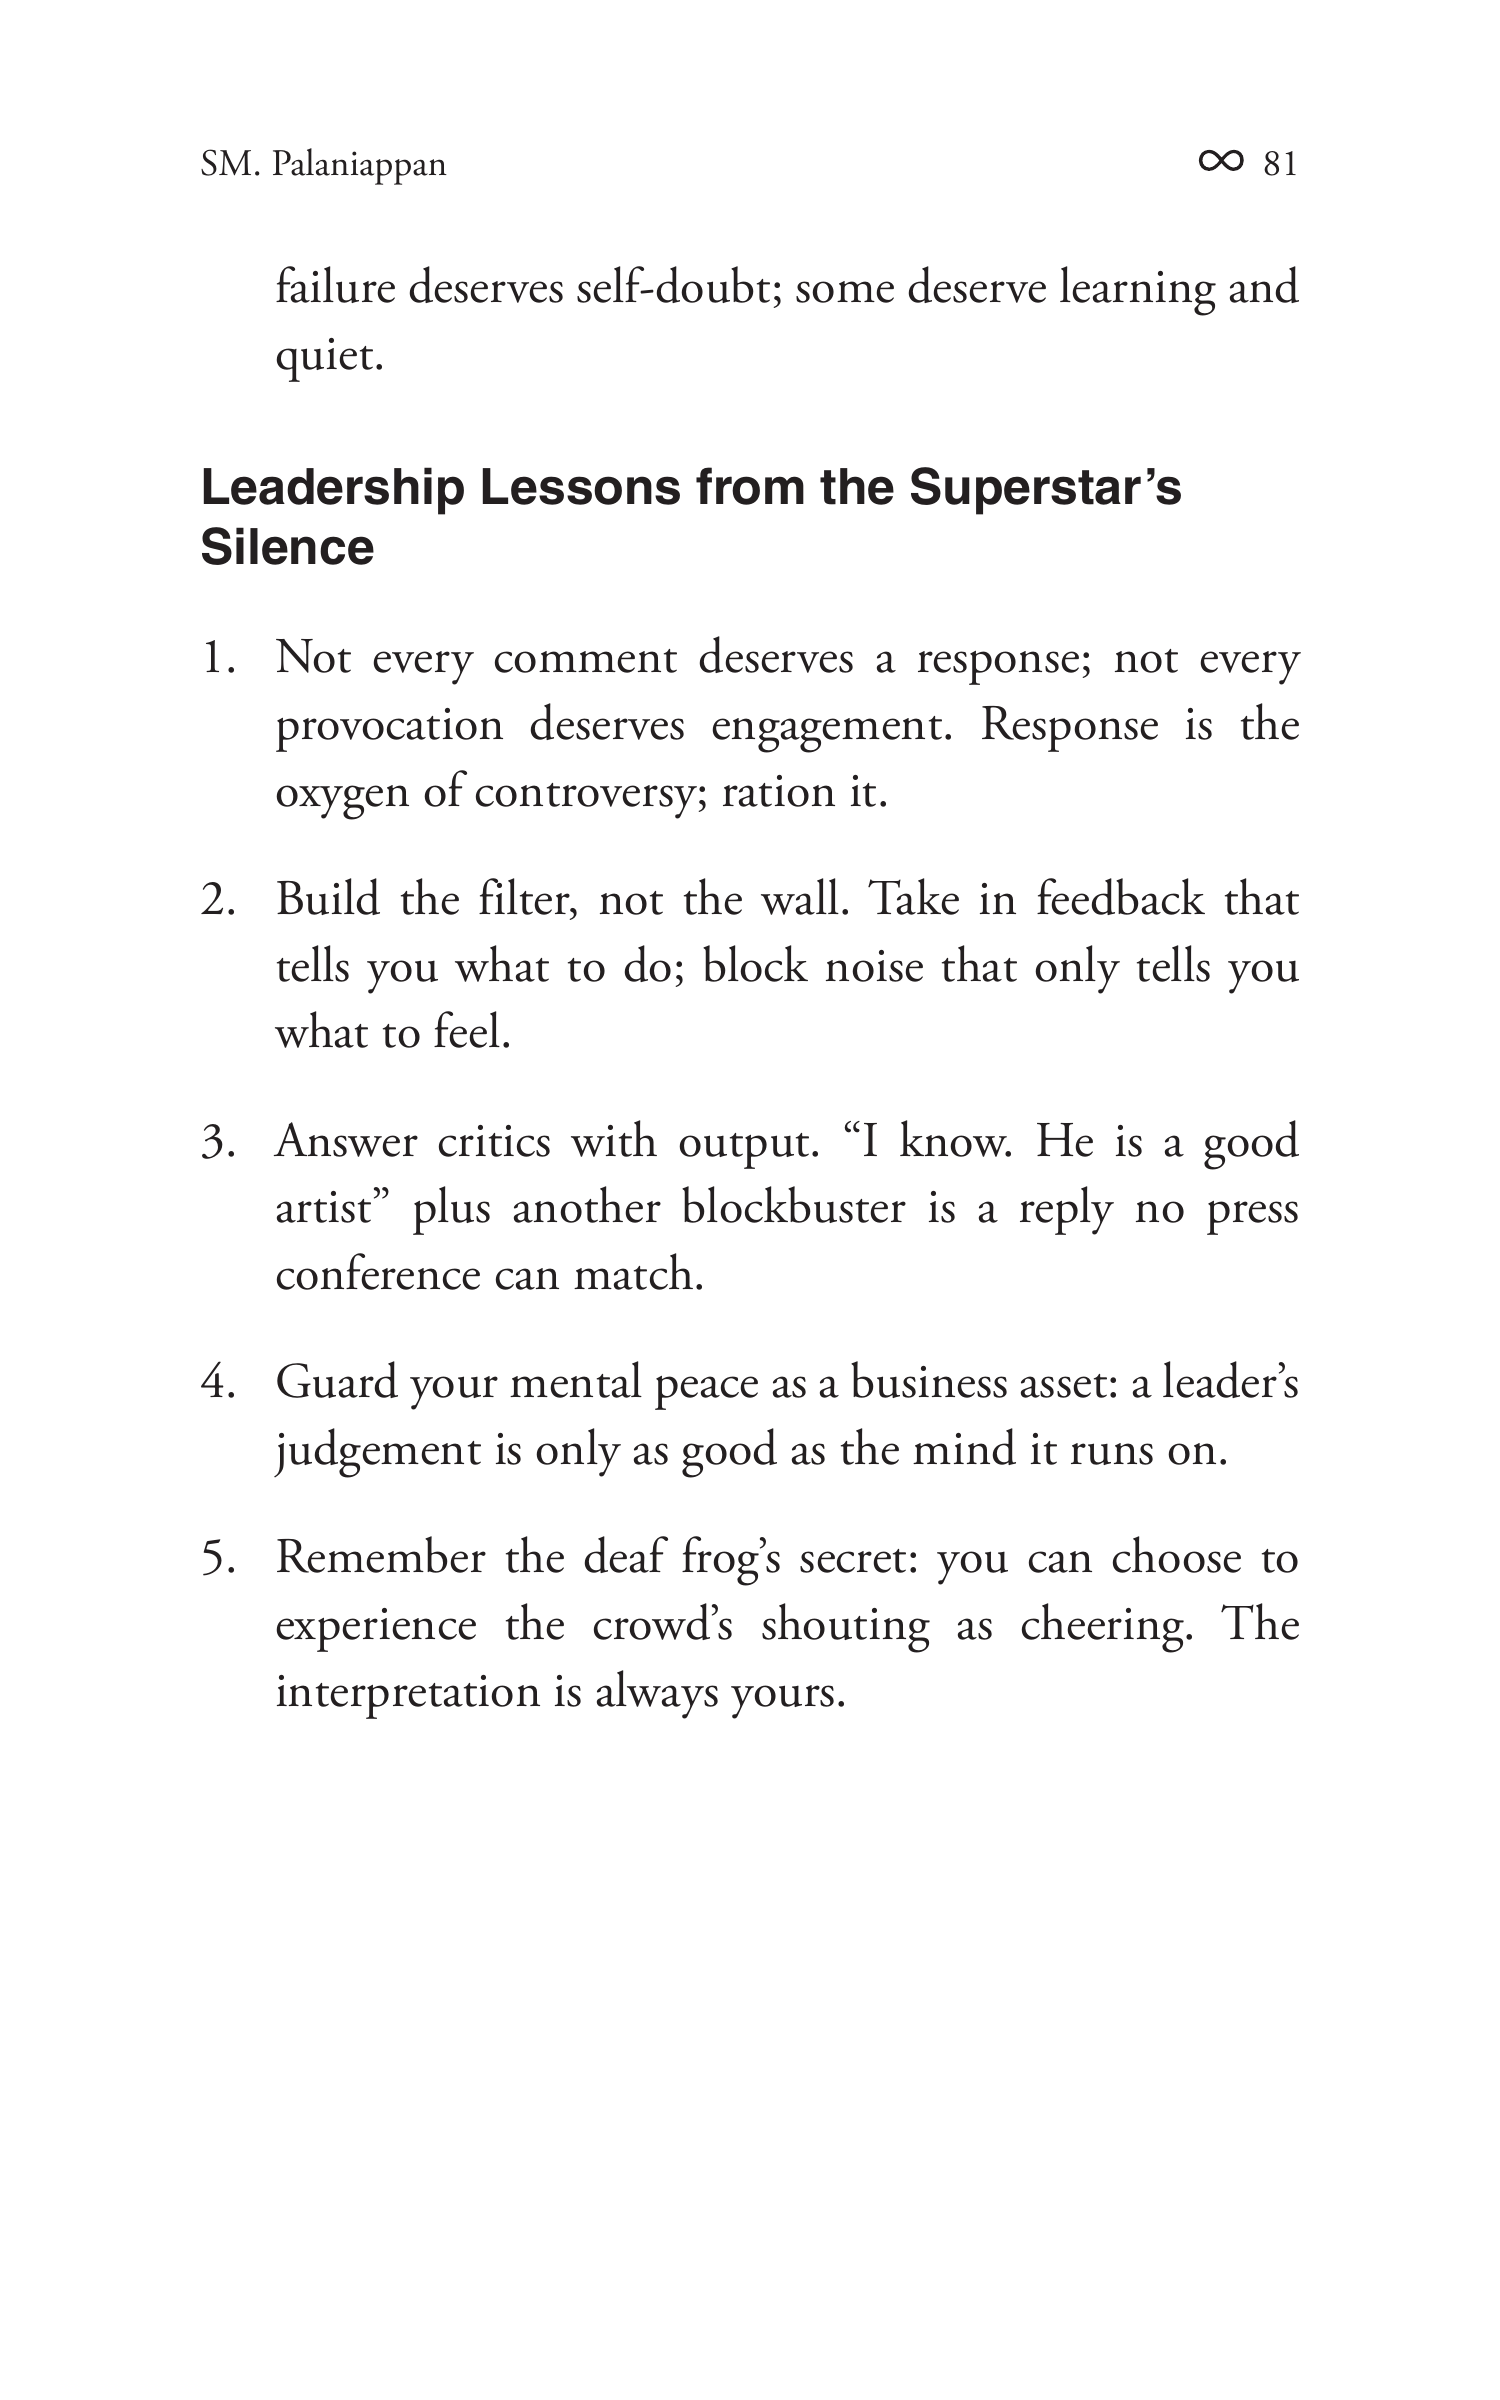 SM. Palaniappan ∞ 81
failure deserves self-doubt; some deserve learning and
quiet.
Leadership Lessons from the Superstar’s
Silence
1. Not every comment deserves a response; not every
provocation deserves engagement. Response is the
oxygen of controversy; ration it.
2. Build the filter, not the wall. Take in feedback that
tells you what to do; block noise that only tells you
what to feel.
3. Answer critics with output. “I know. He is a good
artist” plus another blockbuster is a reply no press
conference can match.
4. Guard your mental peace as a business asset: a leader’s
judgement is only as good as the mind it runs on.
5. Remember the deaf frog’s secret: you can choose to
experience the crowd’s shouting as cheering. The
interpretation is always yours.